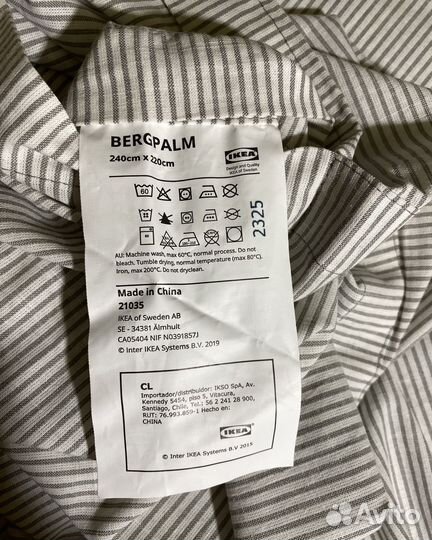 BERGPALM
240cm x 220cm
IKEA
Design and Quality
IKEA of Sweden
60
2325
AU: Machine wash, max 60°C, normal process. Do not
bleach. Tumble drying, normal temperature (max 80°C).
Iron, max 200°C. Do not dryclean.
Made in China
21035
IKEA of Sweden AB
SE - 34381 Älmhult
CA05404 NIF N0391857J
© Inter IKEA Systems B.V. 2019
CL
Importador/distribuidor: IKSO SpA, Av.
Kennedy 5454, piso 5, Vitacura,
Santiago, Chile, Tel.: 56 2 241 28 900,
RUT: 76.993.859-1 Hecho en:
CHINA
IKEA
© Inter IKEA Systems B.V 2015
Avito